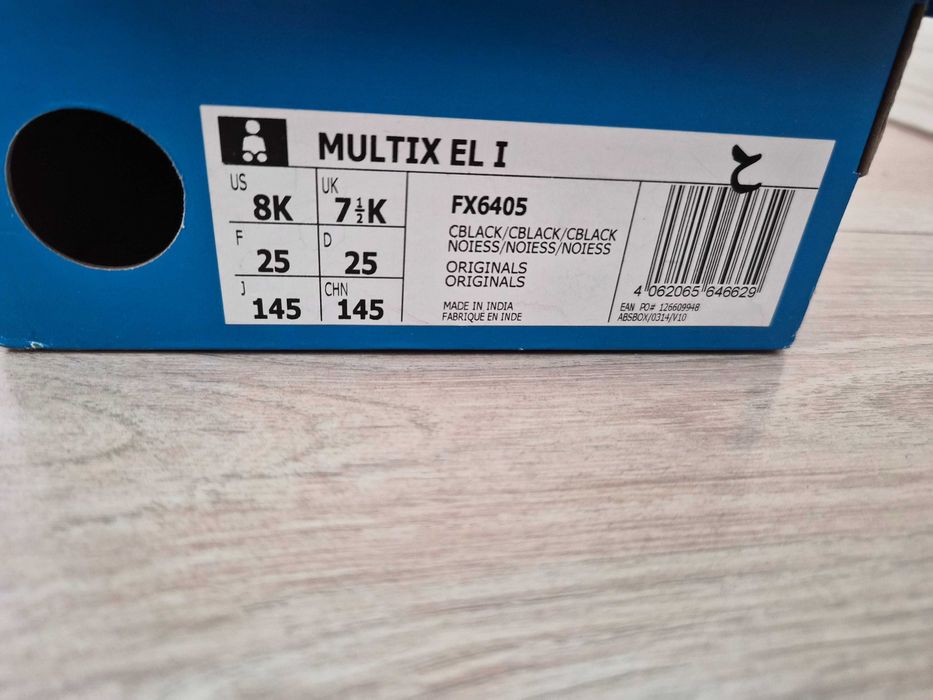 MULTIX EL I
US 8K UK 7½K
F 25 D 25
J 145 CHN 145
FX6405
CBLACK/CBLACK/CBLACK
NOIESS/NOIESS/NOIESS
ORIGINALS
ORIGINALS
MADE IN INDIA
FABRIQUE EN INDE
4 062065 646629
EAN PO# 126609948
ABSBOX/0314/V10